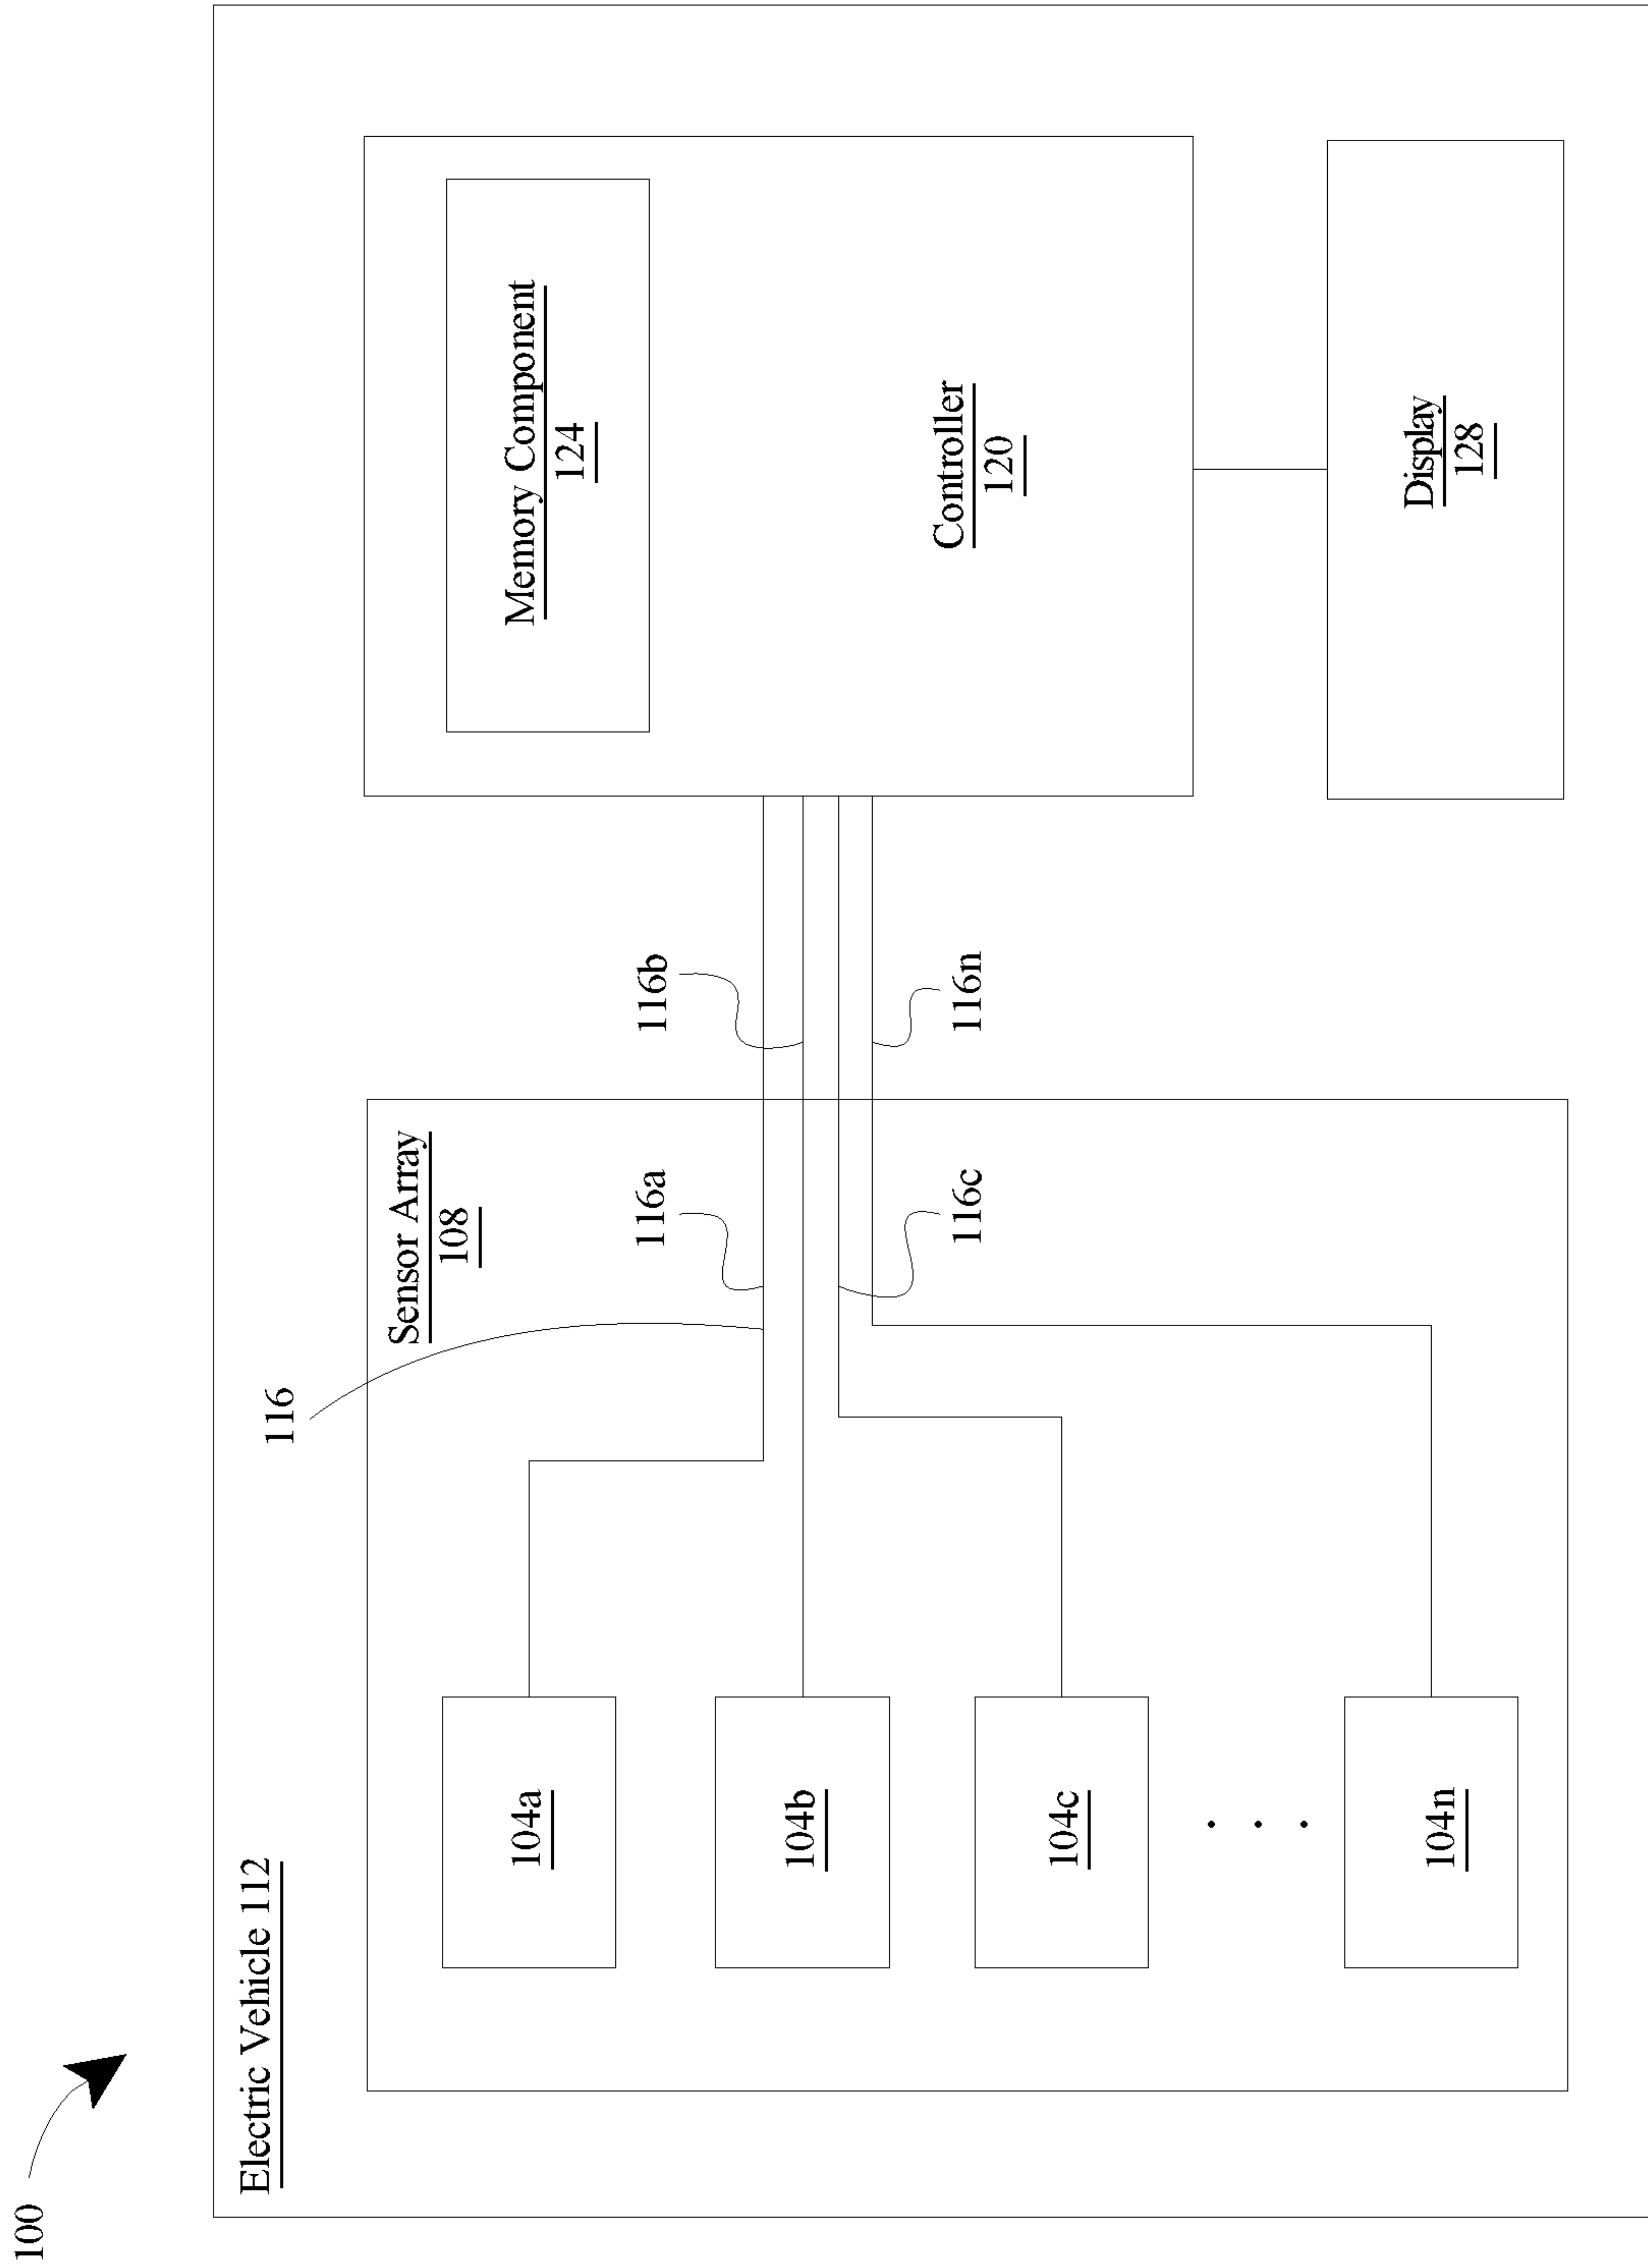 100
Electric Vehicle 112
116
Sensor Array
108
116a
116b
116c
116n
104a
104b
104c
104n
Memory Component
124
Controller
120
Display
128